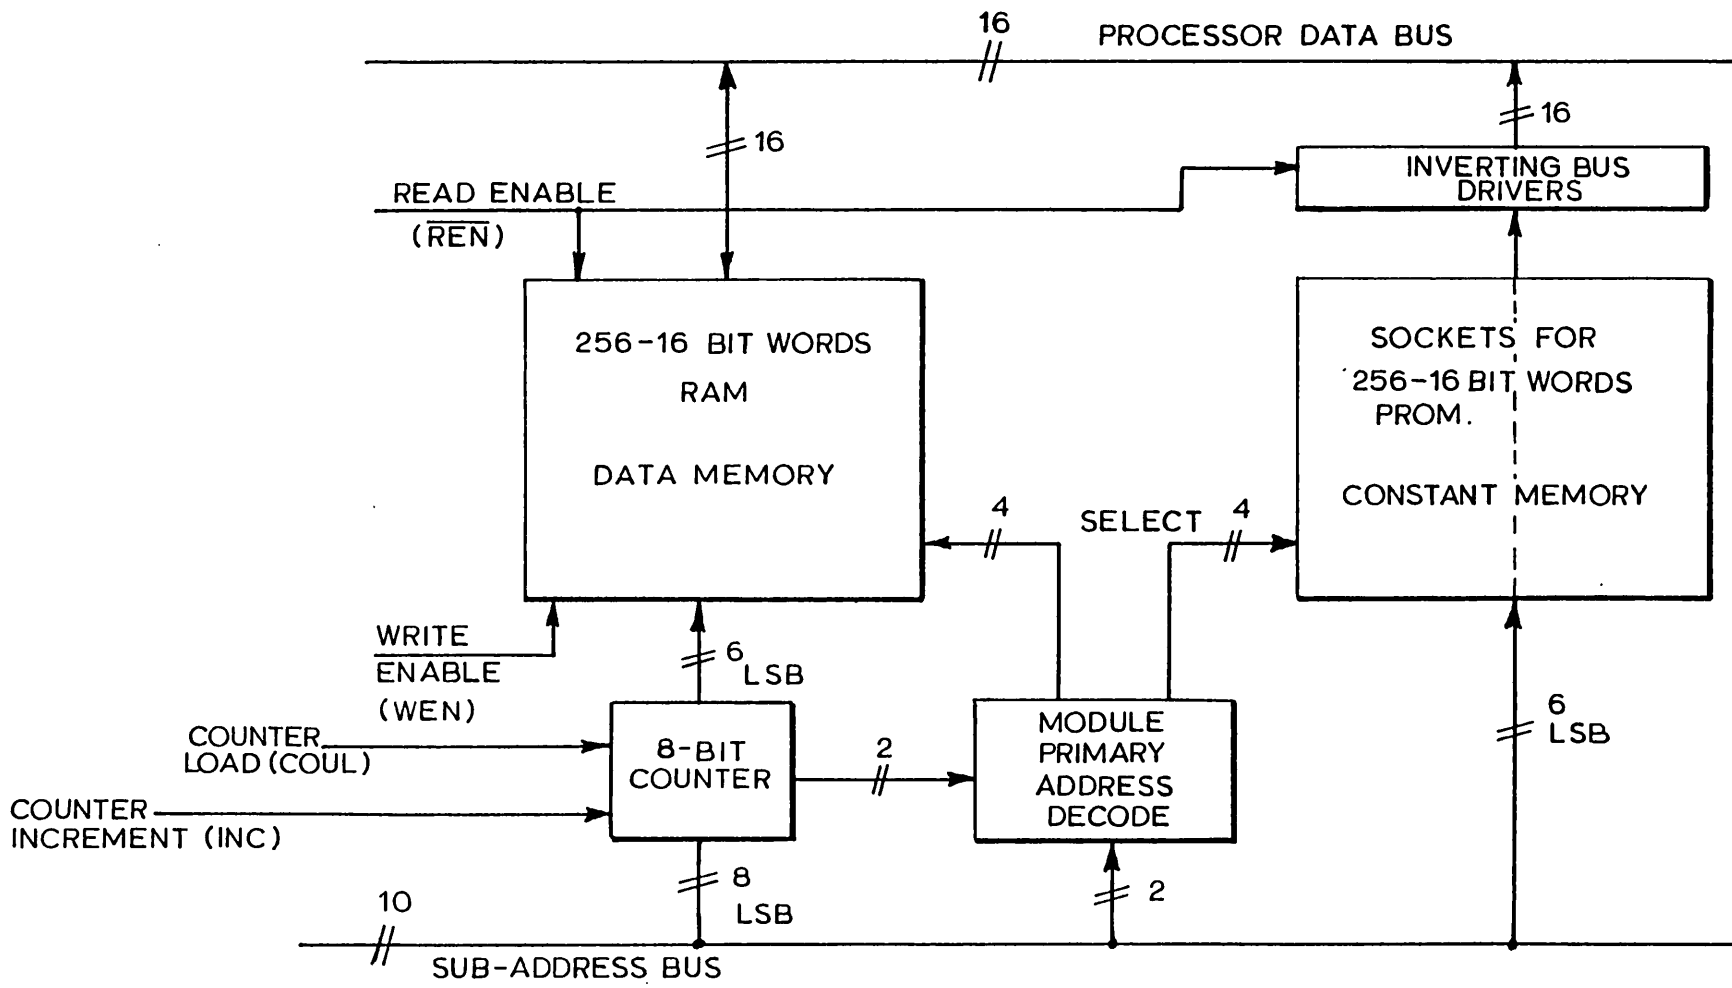 16
PROCESSOR DATA BUS
16
16
INVERTING BUS
DRIVERS
READ ENABLE
(REN)
256-16 BIT WORDS
RAM
DATA MEMORY
SOCKETS FOR
256-16 BIT WORDS
PROM.
CONSTANT MEMORY
4
SELECT
4
WRITE
ENABLE
(WEN)
6
LSB
6
LSB
COUNTER
LOAD (COUL)
8-BIT
COUNTER
2
MODULE
PRIMARY
ADDRESS
DECODE
COUNTER
INCREMENT (INC)
8
LSB
2
10
SUB-ADDRESS BUS